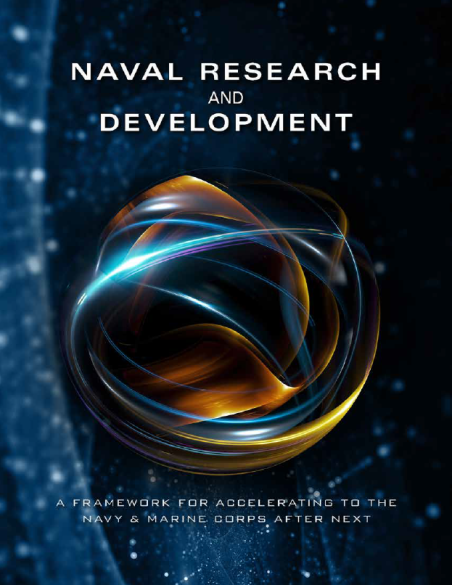 NAVAL RESEARCH
AND
DEVELOPMENT
A FRAMEWORK FOR ACCELERATING TO THE
NAVY & MARINE CORPS AFTER NEXT